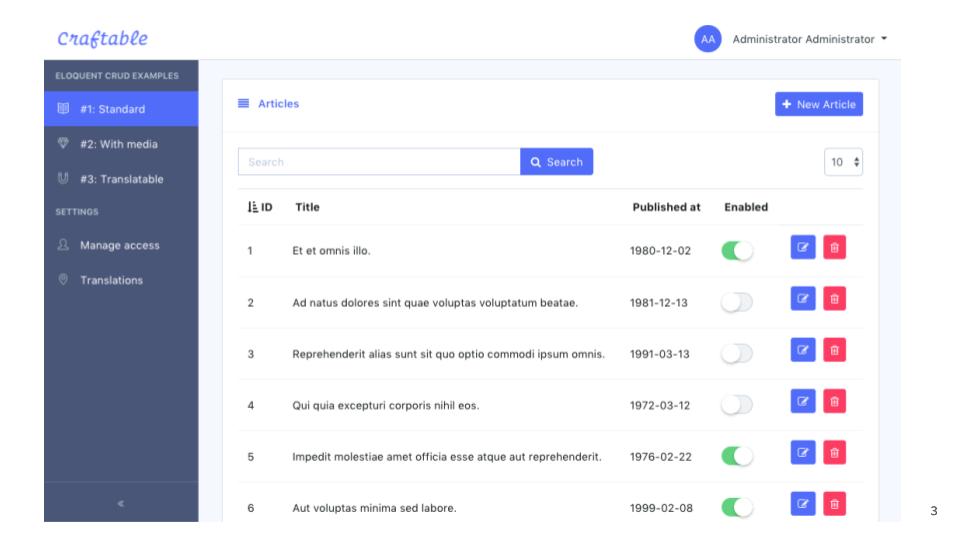 Craftable
AA Administrator Administrator
ELOQUENT CRUD EXAMPLES
#1: Standard
#2: With media
#3: Translatable
SETTINGS
Manage access
Translations
Articles
New Article
Search Search 10
ID Title Published at Enabled
1 Et et omnis illo. 1980-12-02
2 Ad natus dolores sint quae voluptas voluptatum beatae. 1981-12-13
3 Reprehenderit alias sunt sit quo optio commodi ipsum omnis. 1991-03-13
4 Qui quia excepturi corporis nihil eos. 1972-03-12
5 Impedit molestiae amet officia esse atque aut reprehenderit. 1976-02-22
6 Aut voluptas minima sed labore. 1999-02-08
3